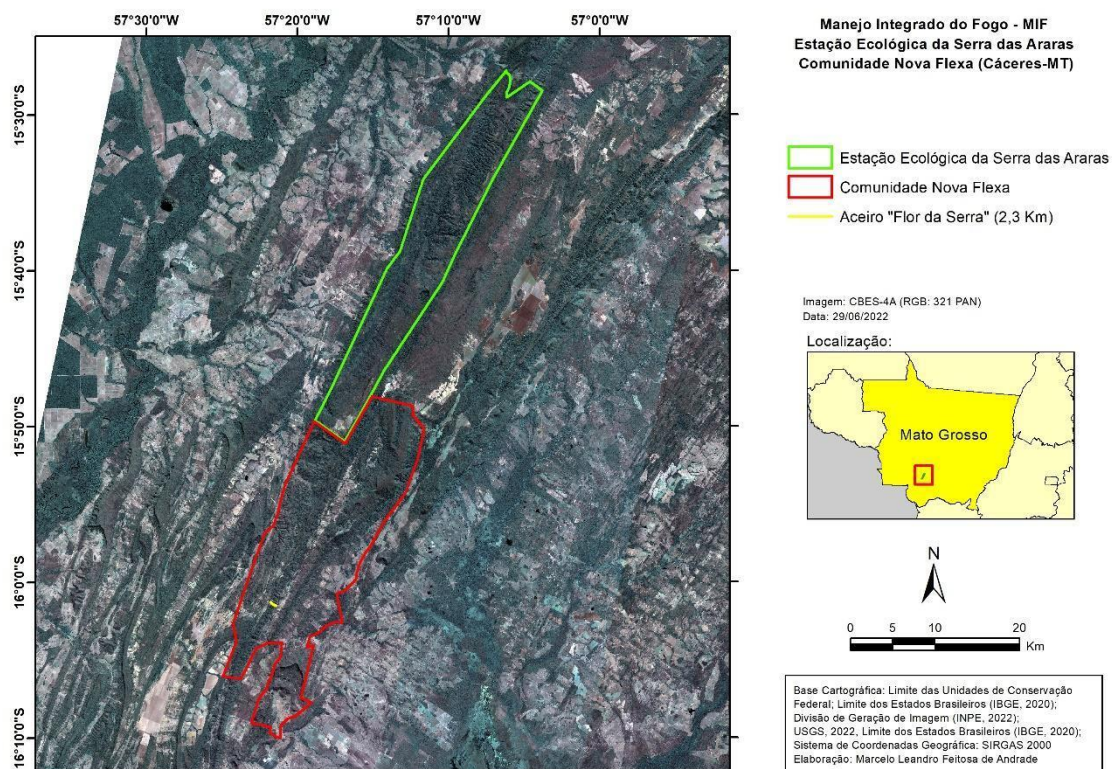 57°30'0"W
57°20'0"W
57°10'0"W
57°0'0"W
15°30'0"S
15°40'0"S
15°50'0"S
16°0'0"S
16°10'0"S
Manejo Integrado do Fogo - MIF
Estação Ecológica da Serra das Araras
Comunidade Nova Flexa (Cáceres-MT)
Estação Ecológica da Serra das Araras
Comunidade Nova Flexa
Aceiro "Flor da Serra" (2,3 Km)
Imagem: CBES-4A (RGB: 321 PAN)
Data: 29/06/2022
Localização:
Mato Grosso
N
0 5 10 20
Km
Base Cartográfica: Limite das Unidades de Conservação
Federal; Limite dos Estados Brasileiros (IBGE, 2020);
Divisão de Geração de Imagem (INPE, 2022);
USGS, 2022, Limite dos Estados Brasileiros (IBGE, 2020);
Sistema de Coordenadas Geográfica: SIRGAS 2000
Elaboração: Marcelo Leandro Feitosa de Andrade